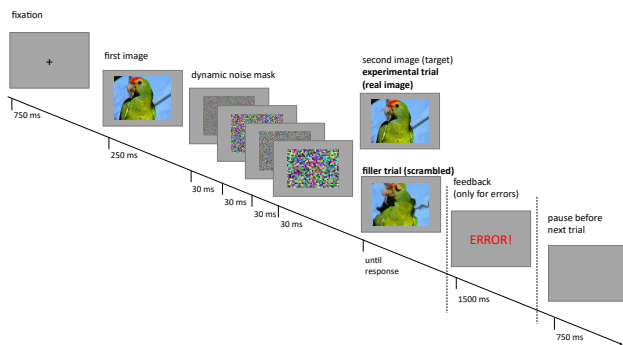 fixation
first image
dynamic noise mask
second image (target)
experimental trial
(real image)
filler trial (scrambled)
feedback
(only for errors)
ERROR!
pause before
next trial
750 ms
250 ms
30 ms
30 ms
30 ms
30 ms
until
response
1500 ms
750 ms